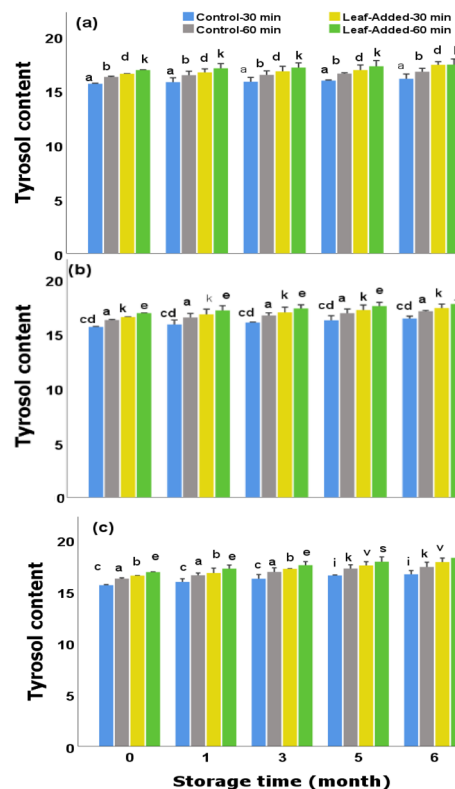 (a)
Control-30 min Leaf-Added-30 min
Control-60 min Leaf-Added-60 min
Tyrosol content
20
15
10
5
0
a b d k a b d k a b d k a b d k a b d
(b)
Tyrosol content
20
15
10
5
0
cd a k e cd a k e cd a k e cd a k e cd a k
(c)
Tyrosol content
20
15
10
5
0
c a b e c a b e c a b e i k v s i k v
0 1 3 5 6
Storage time (month)